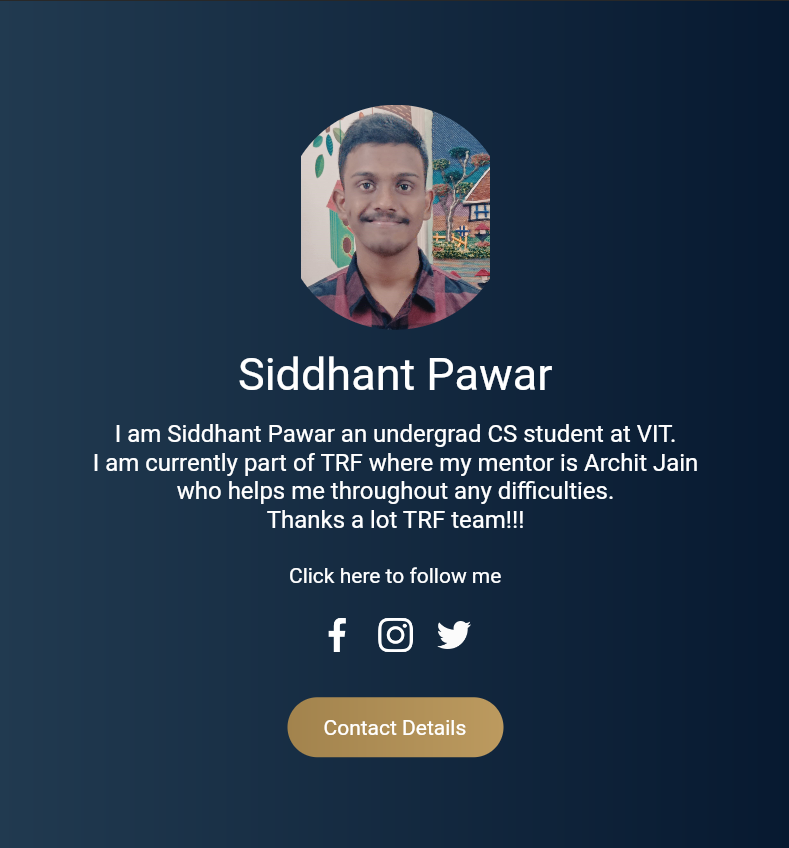 Siddhant Pawar
I am Siddhant Pawar an undergrad CS student at VIT.
I am currently part of TRF where my mentor is Archit Jain
who helps me throughout any difficulties.
Thanks a lot TRF team!!!
Click here to follow me
Contact Details